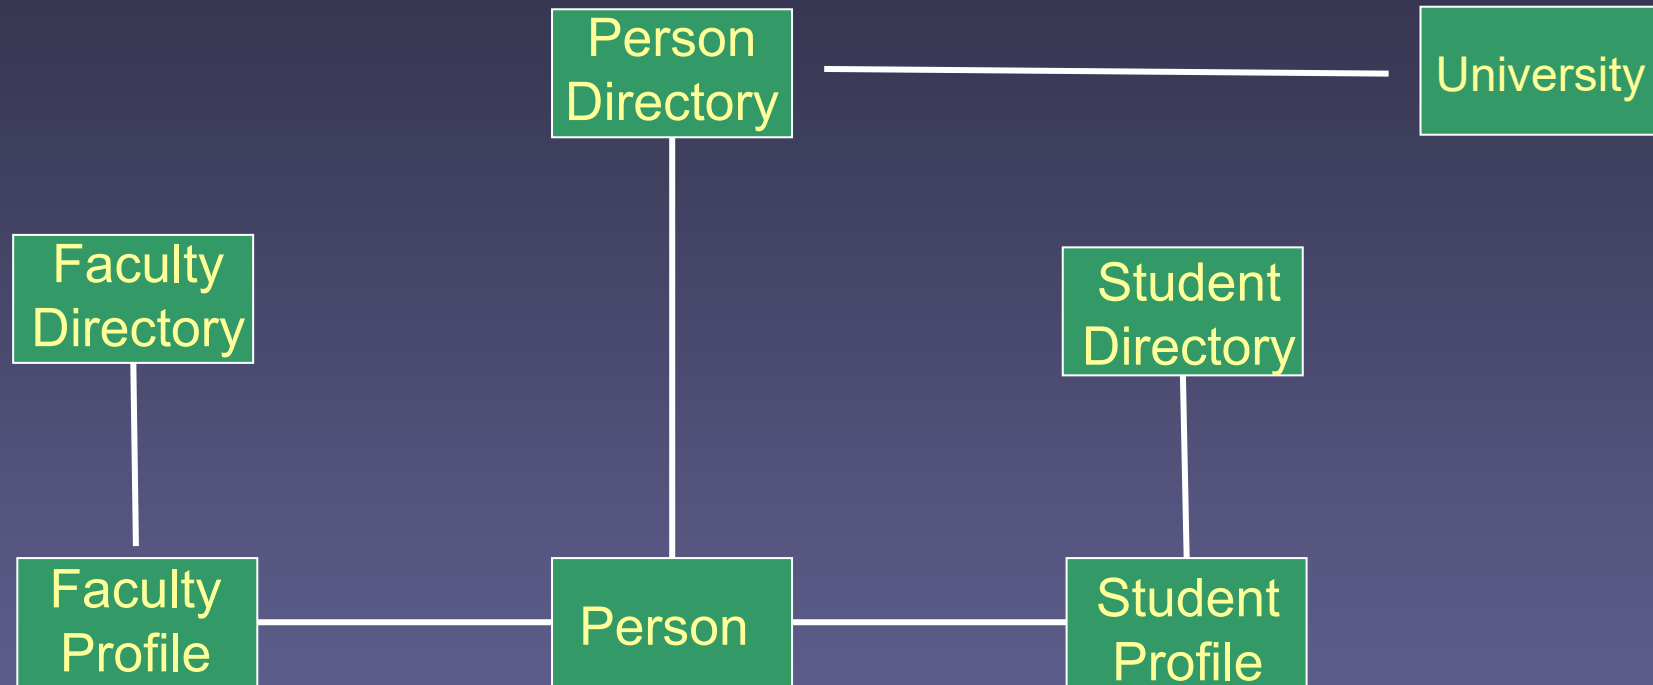 Person
Directory
University
Faculty
Directory
Student
Directory
Faculty
Profile
Person
Student
Profile